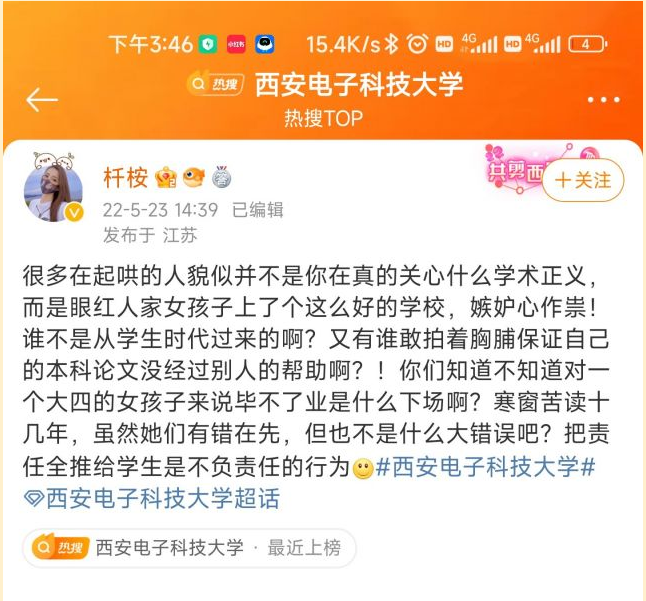 下午3:46 小红书 15.4K/s HD 4G HD 4G 4
热搜 西安电子科技大学
热搜TOP
杆桉
共剪西
+关注
22-5-23 14:39 已编辑
发布于 江苏
很多在起哄的人貌似并不是你在真的关心什么学术正义，
而是眼红人家女孩子上了个这么好的学校，嫉妒心作祟！
谁不是从学生时代过来的啊？又有谁敢拍着胸脯保证自己
的本科论文没经过别人的帮助啊？！你们知道不知道对一
个大四的女孩子来说毕不了业是什么下场啊？寒窗苦读十
几年，虽然她们有错在先，但也不是什么大错误吧？把责
任全推给学生是不负责任的行为#西安电子科技大学#
西安电子科技大学超话
热搜 西安电子科技大学 · 最近上榜